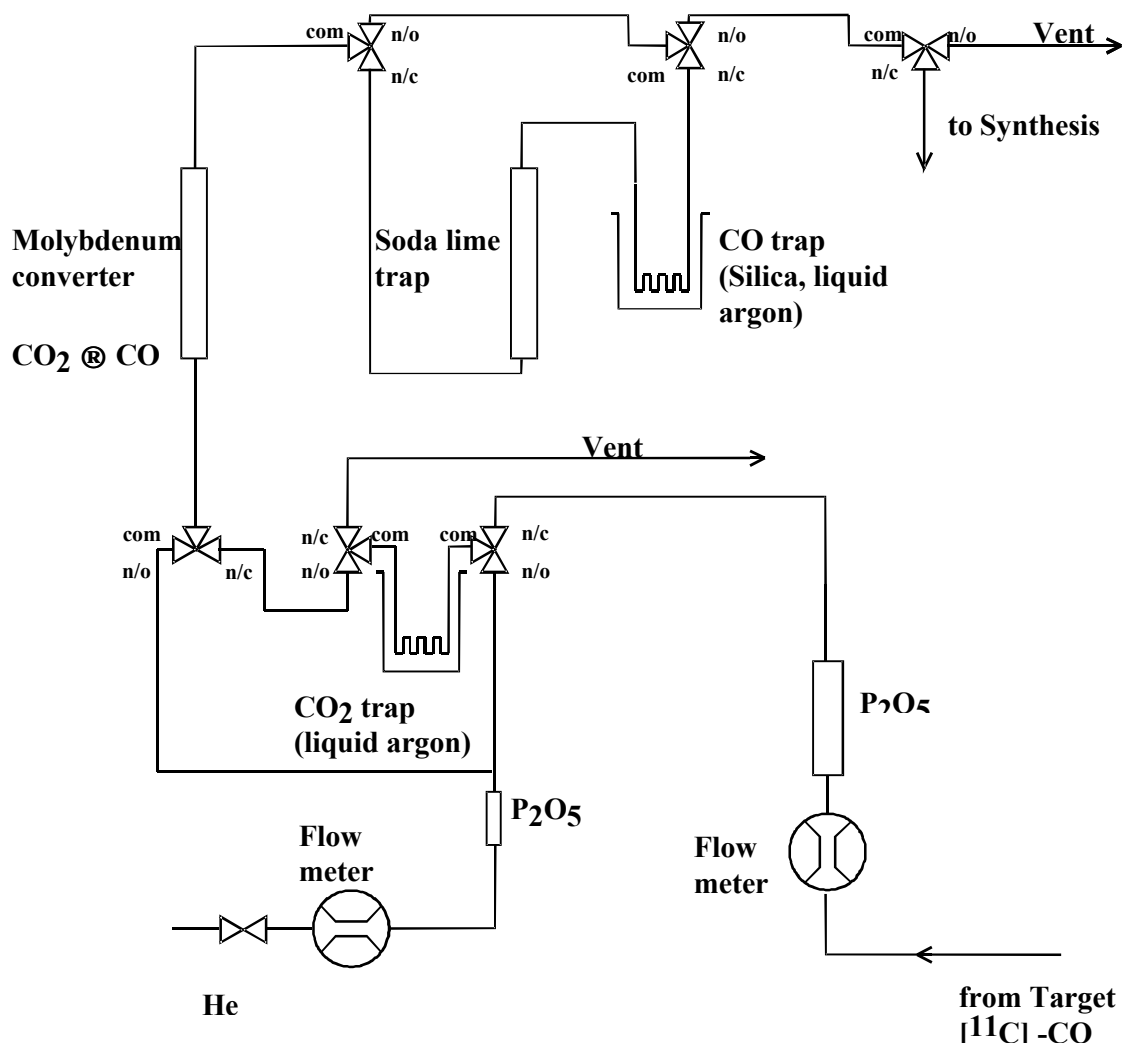 com
n/o
n/c
n/o
com
n/c
com
n/o
n/c
Vent
to Synthesis
Molybdenum
converter
CO2 ® CO
Soda lime
trap
CO trap
(Silica, liquid
argon)
Vent
com
n/o
n/c
n/c
com
n/o
com
n/c
n/o
CO2 trap
(liquid argon)
P2O5
P2O5
Flow
meter
Flow
meter
He
from Target
[11C] -CO